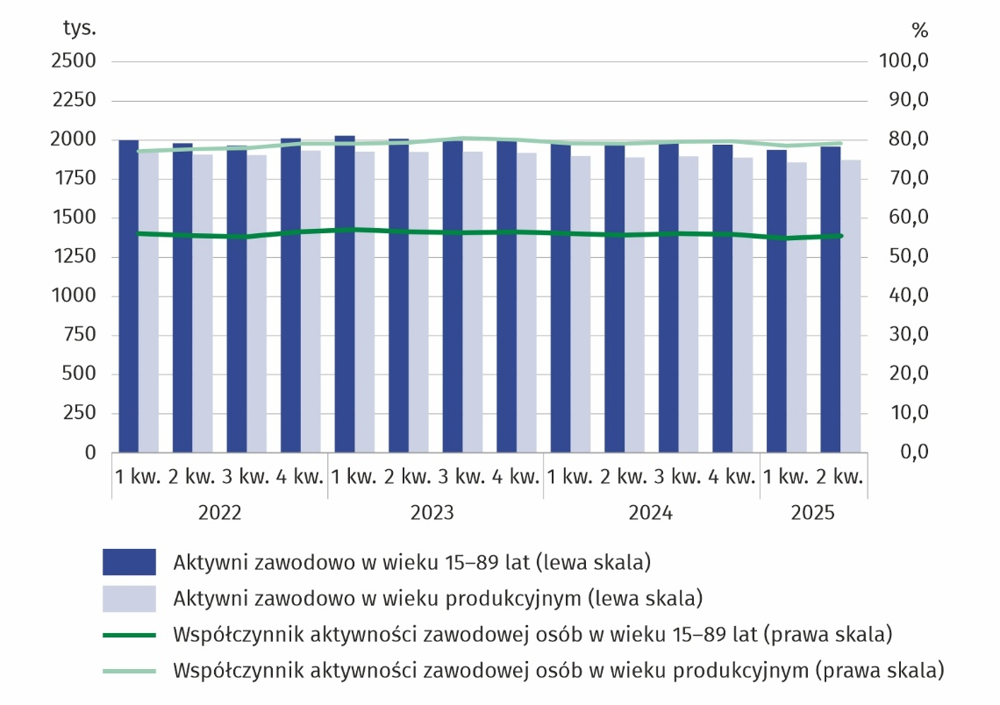 tys. %
2500 100,0
2250 90,0
2000 80,0
1750 70,0
1500 60,0
1250 50,0
1000 40,0
750 30,0
500 20,0
250 10,0
0 0,0
1 kw. 2 kw. 3 kw. 4 kw. 1 kw. 2 kw. 3 kw. 4 kw. 1 kw. 2 kw. 3 kw. 4 kw. 1 kw. 2 kw.
2022 2023 2024 2025
Aktywni zawodowo w wieku 15–89 lat (lewa skala)
Aktywni zawodowo w wieku produkcyjnym (lewa skala)
Współczynnik aktywności zawodowej osób w wieku 15–89 lat (prawa skala)
Współczynnik aktywności zawodowej osób w wieku produkcyjnym (prawa skala)